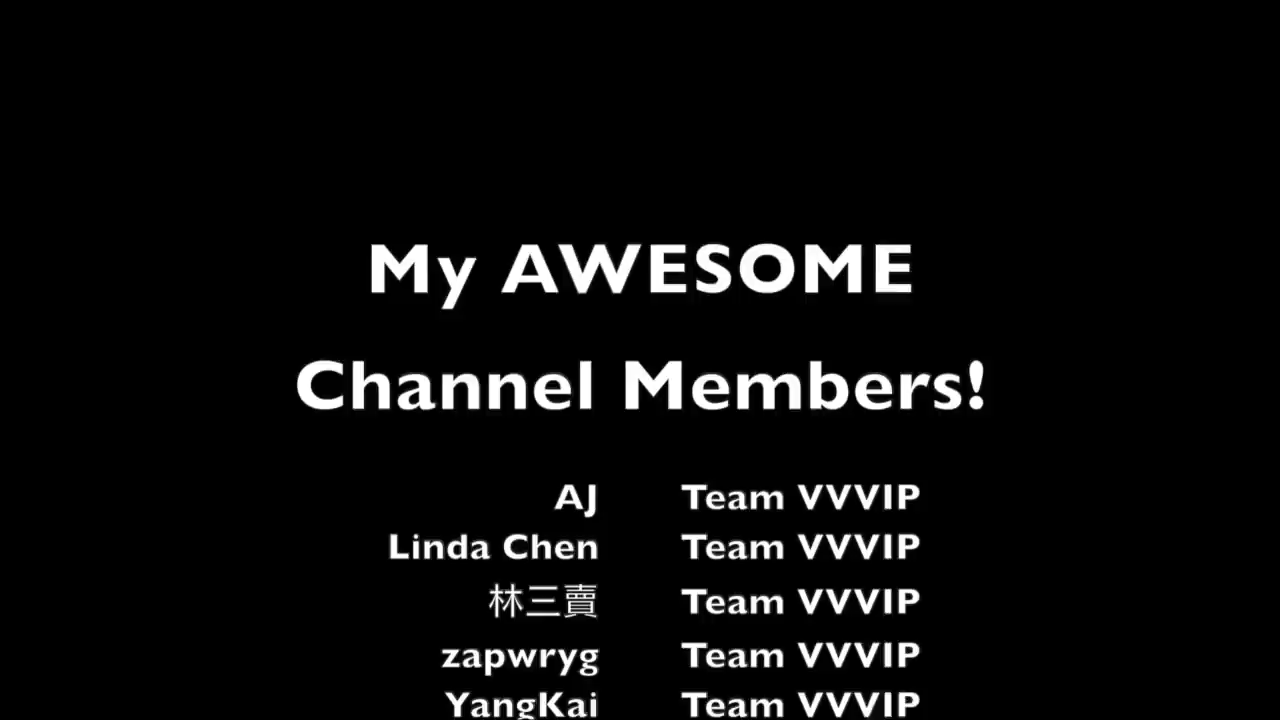 My AWESOME
Channel Members!
AJ Team VVVIP
Linda Chen Team VVVIP
林三賣 Team VVVIP
zapwryg Team VVVIP
YangKai Team VVVIP